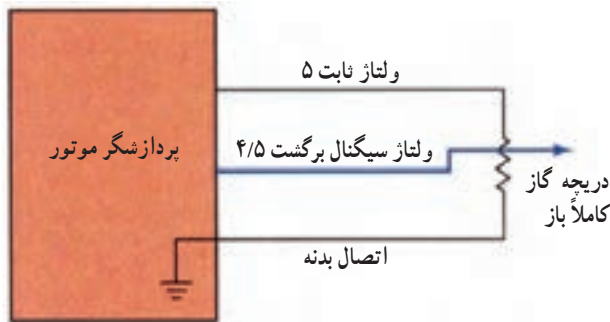 ولتاژ ثابت ۵
پردازشگر موتور
ولتاژ سیگنال برگشت ۴/۵
دریچه گاز
کاملاً باز
اتصال بدنه